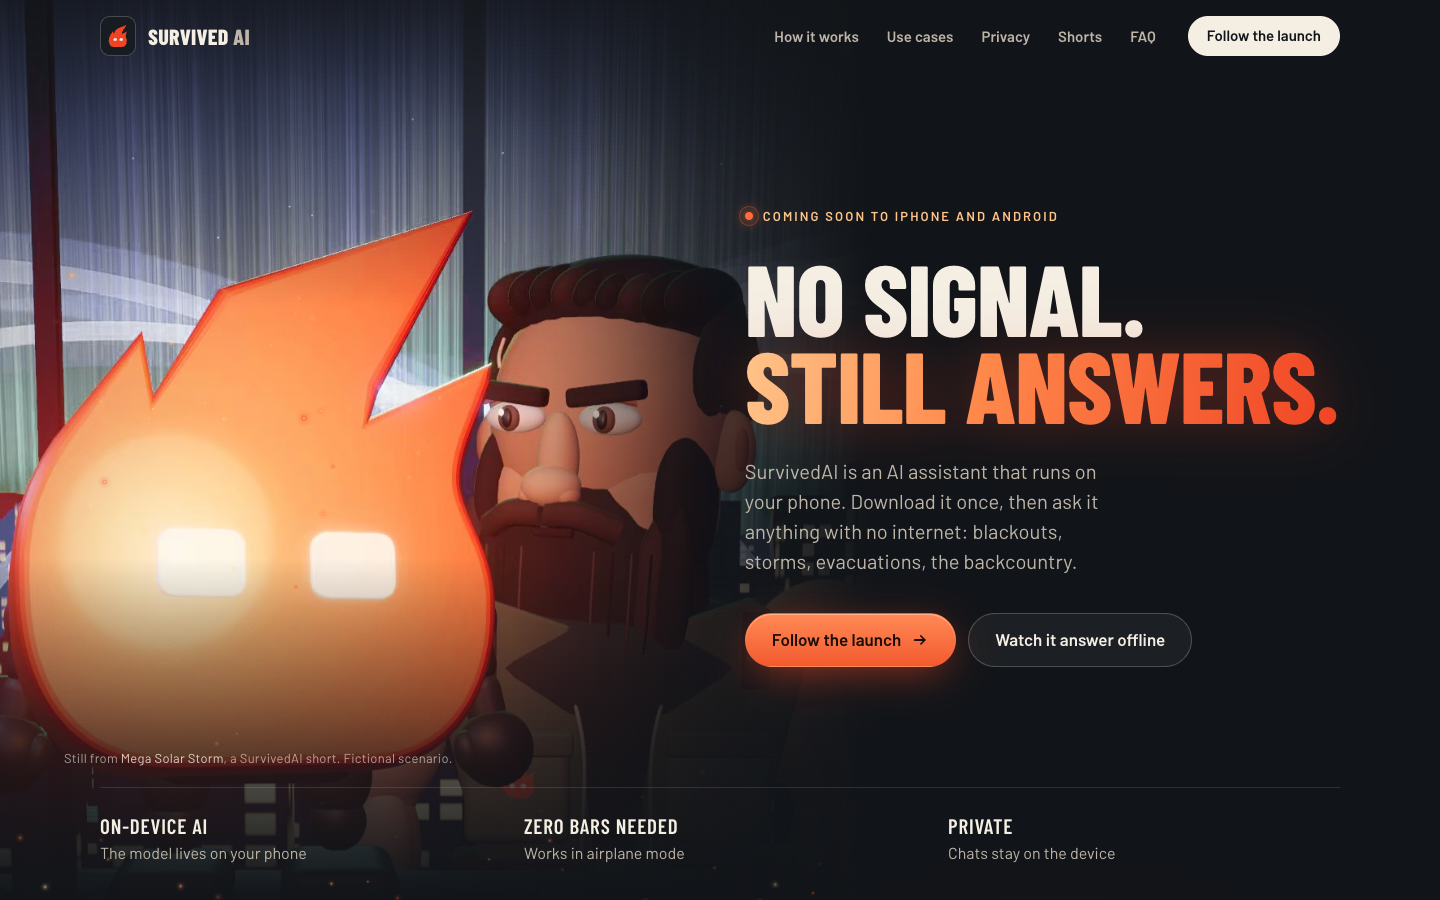 SURVIVED AI
How it works
Use cases
Privacy
Shorts
FAQ
Follow the launch
COMING SOON TO IPHONE AND ANDROID
NO SIGNAL.
STILL ANSWERS.
SurvivedAI is an AI assistant that runs on
your phone. Download it once, then ask it
anything with no internet: blackouts,
storms, evacuations, the backcountry.
Follow the launch
Watch it answer offline
Still from Mega Solar Storm, a SurvivedAI short. Fictional scenario.
ON-DEVICE AI
The model lives on your phone
ZERO BARS NEEDED
Works in airplane mode
PRIVATE
Chats stay on the device